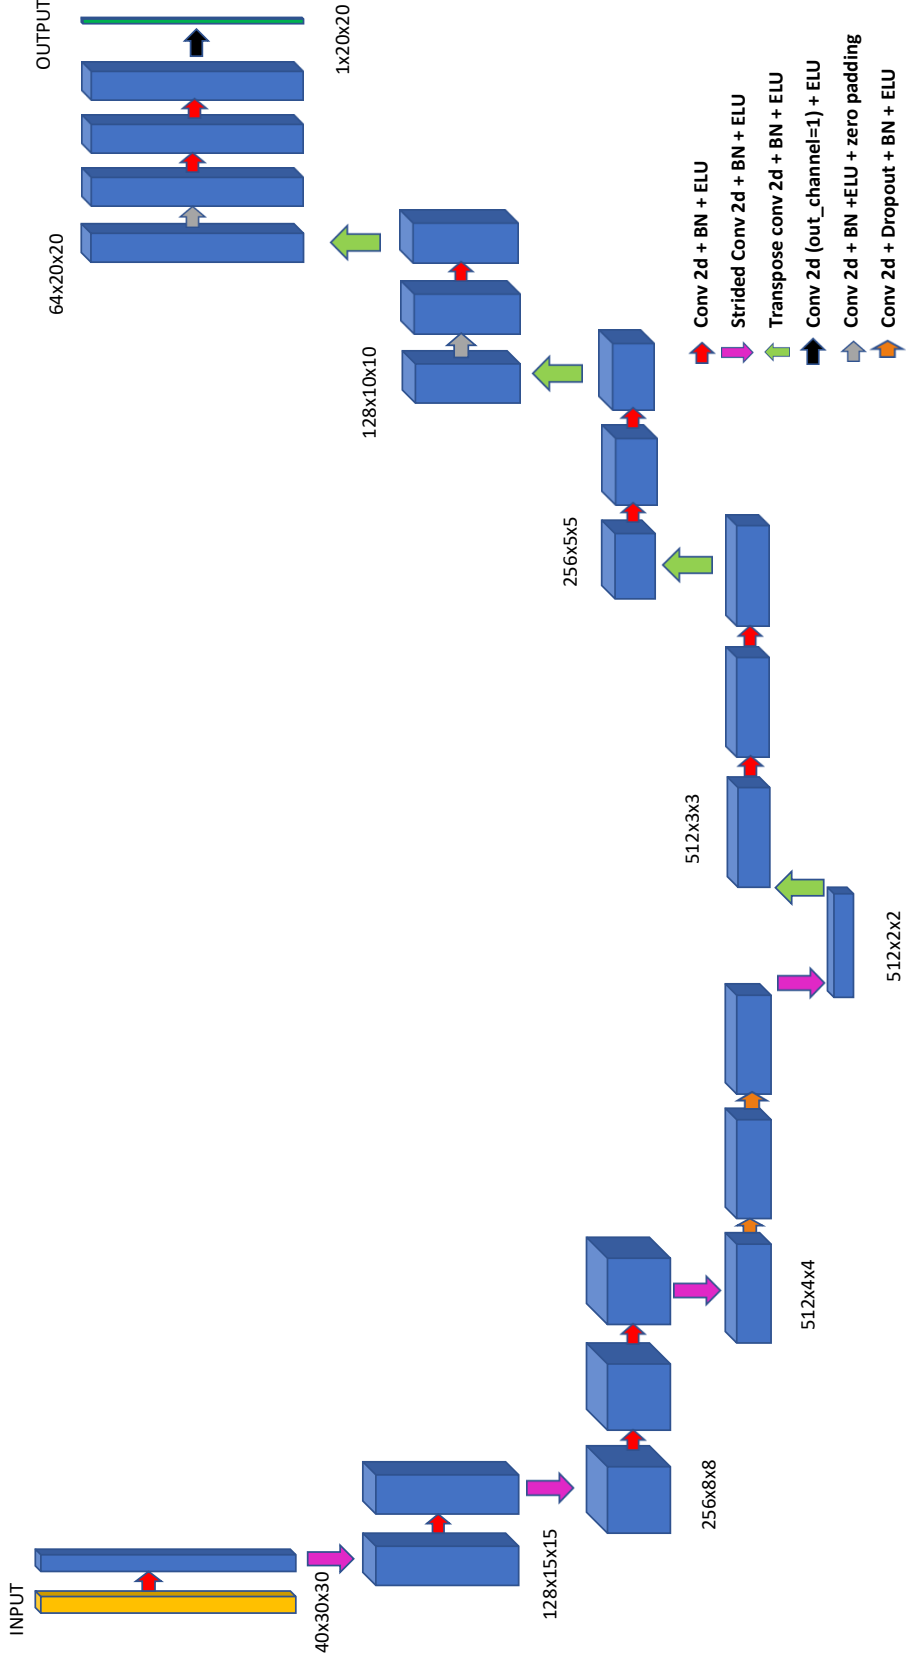 INPUT
40x30x30
128x15x15
256x8x8
512x4x4
512x2x2
512x3x3
256x5x5
128x10x10
64x20x20
OUTPUT
1x20x20
Conv 2d + BN + ELU
Strided Conv 2d + BN + ELU
Transpose conv 2d + BN + ELU
Conv 2d (out_channel=1) + ELU
Conv 2d + BN +ELU + zero padding
Conv 2d + Dropout + BN + ELU